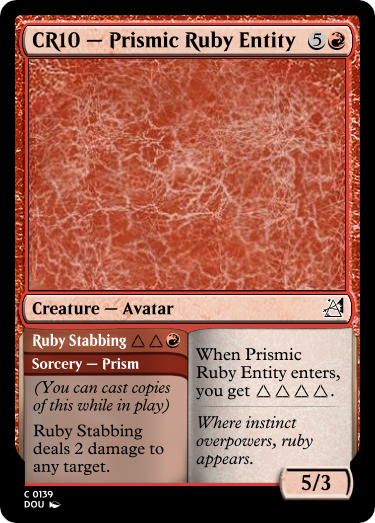 CR10 — Prismic Ruby Entity 5
Creature — Avatar
Ruby Stabbing △△
Sorcery — Prism
(You can cast copies
of this while in play)
Ruby Stabbing
deals 2 damage to
any target.
When Prismic
Ruby Entity enters,
you get △△△△.
Where instinct
overpowers, ruby
appears.
5/3
C 0139
DOU